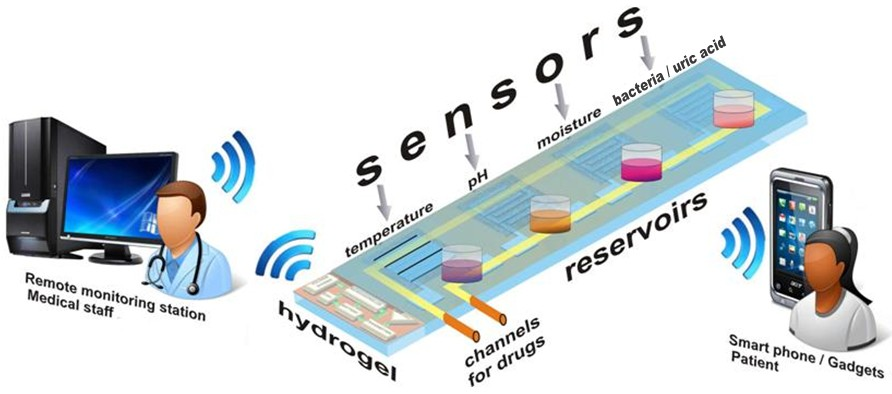 sensors
bacteria / uric acid
moisture
pH
temperature
reservoirs
hydrogel
channels
for drugs
Remote monitoring station
Medical staff
Smart phone / Gadgets
Patient
acer